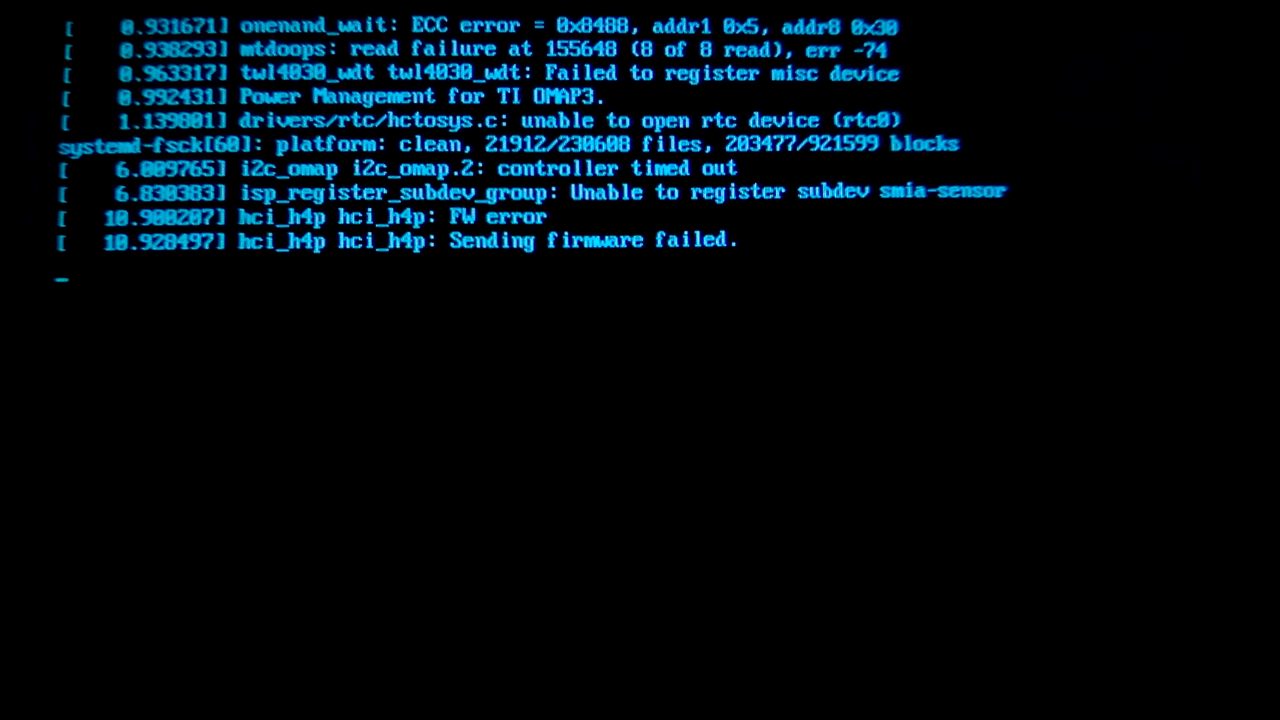 [    0.931671] onenand_wait: ECC error = 0x8488, addr1 0x5, addr8 0x30
[    0.938293] mtdoops: read failure at 155648 (8 of 8 read), err -74
[    0.963317] twl4030_wdt twl4030_wdt: Failed to register misc device
[    0.992431] Power Management for TI OMAP3.
[    1.139801] drivers/rtc/hctosys.c: unable to open rtc device (rtc0)
systemd-fsck[60]: platform: clean, 21912/230608 files, 203477/921599 blocks
[    6.009765] i2c_omap i2c_omap.2: controller timed out
[    6.830383] isp_register_subdev_group: Unable to register subdev smia-sensor
[   10.908207] hci_h4p hci_h4p: FW error
[   10.928497] hci_h4p hci_h4p: Sending firmware failed.
_